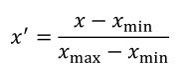 x′ = (x − x_min) / (x_max − x_min)